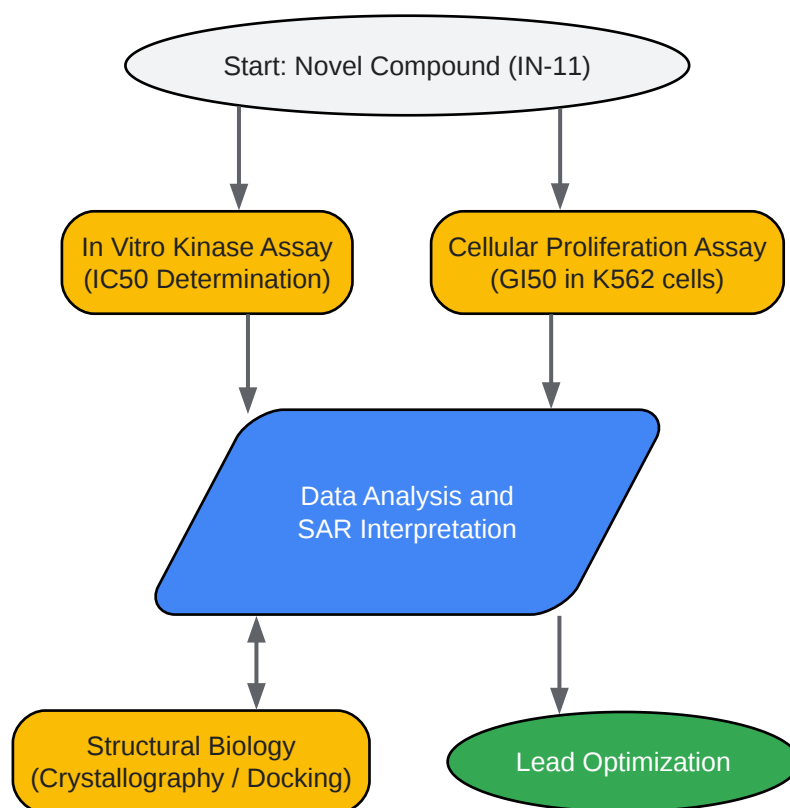 Start: Novel Compound (IN-11)
In Vitro Kinase Assay
(IC50 Determination)
Cellular Proliferation Assay
(GI50 in K562 cells)
Data Analysis and
SAR Interpretation
Structural Biology
(Crystallography / Docking)
Lead Optimization